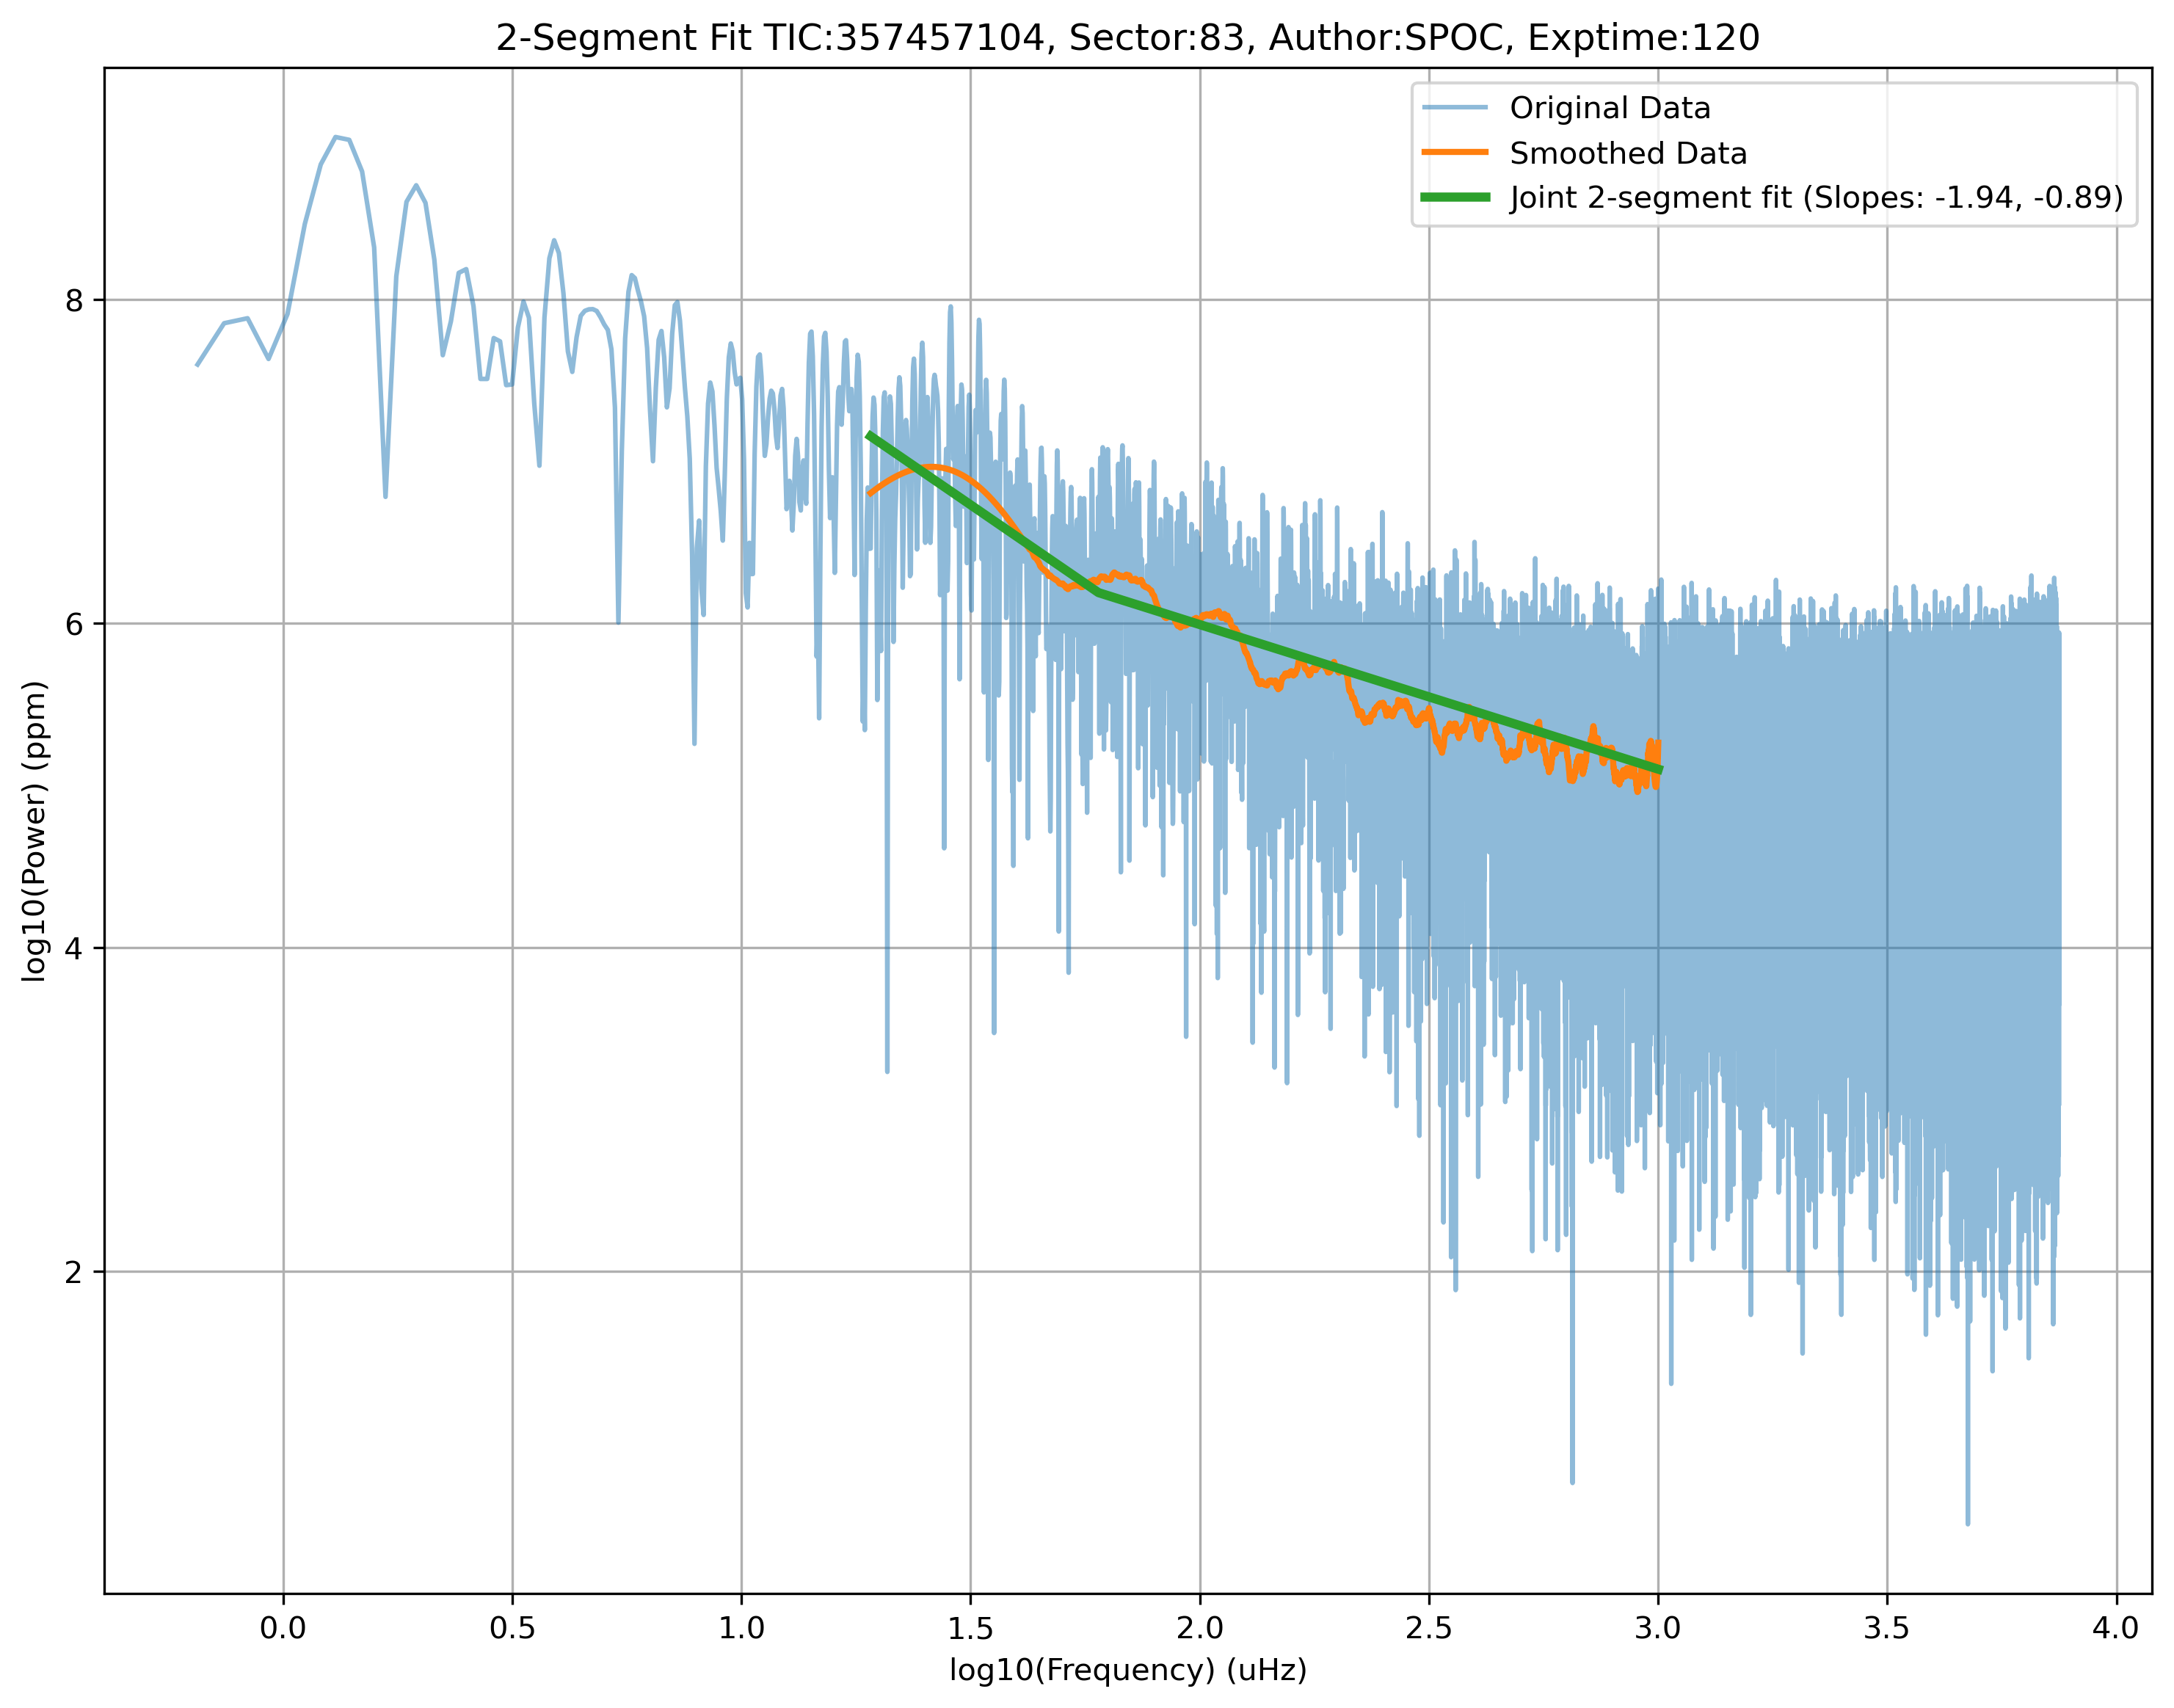 2-Segment Fit TIC:357457104, Sector:83, Author:SPOC, Exptime:120
Original Data
Smoothed Data
Joint 2-segment fit (Slopes: -1.94, -0.89)
log10(Power) (ppm)
8
6
4
2
0.0 0.5 1.0 1.5 2.0 2.5 3.0 3.5 4.0
log10(Frequency) (uHz)